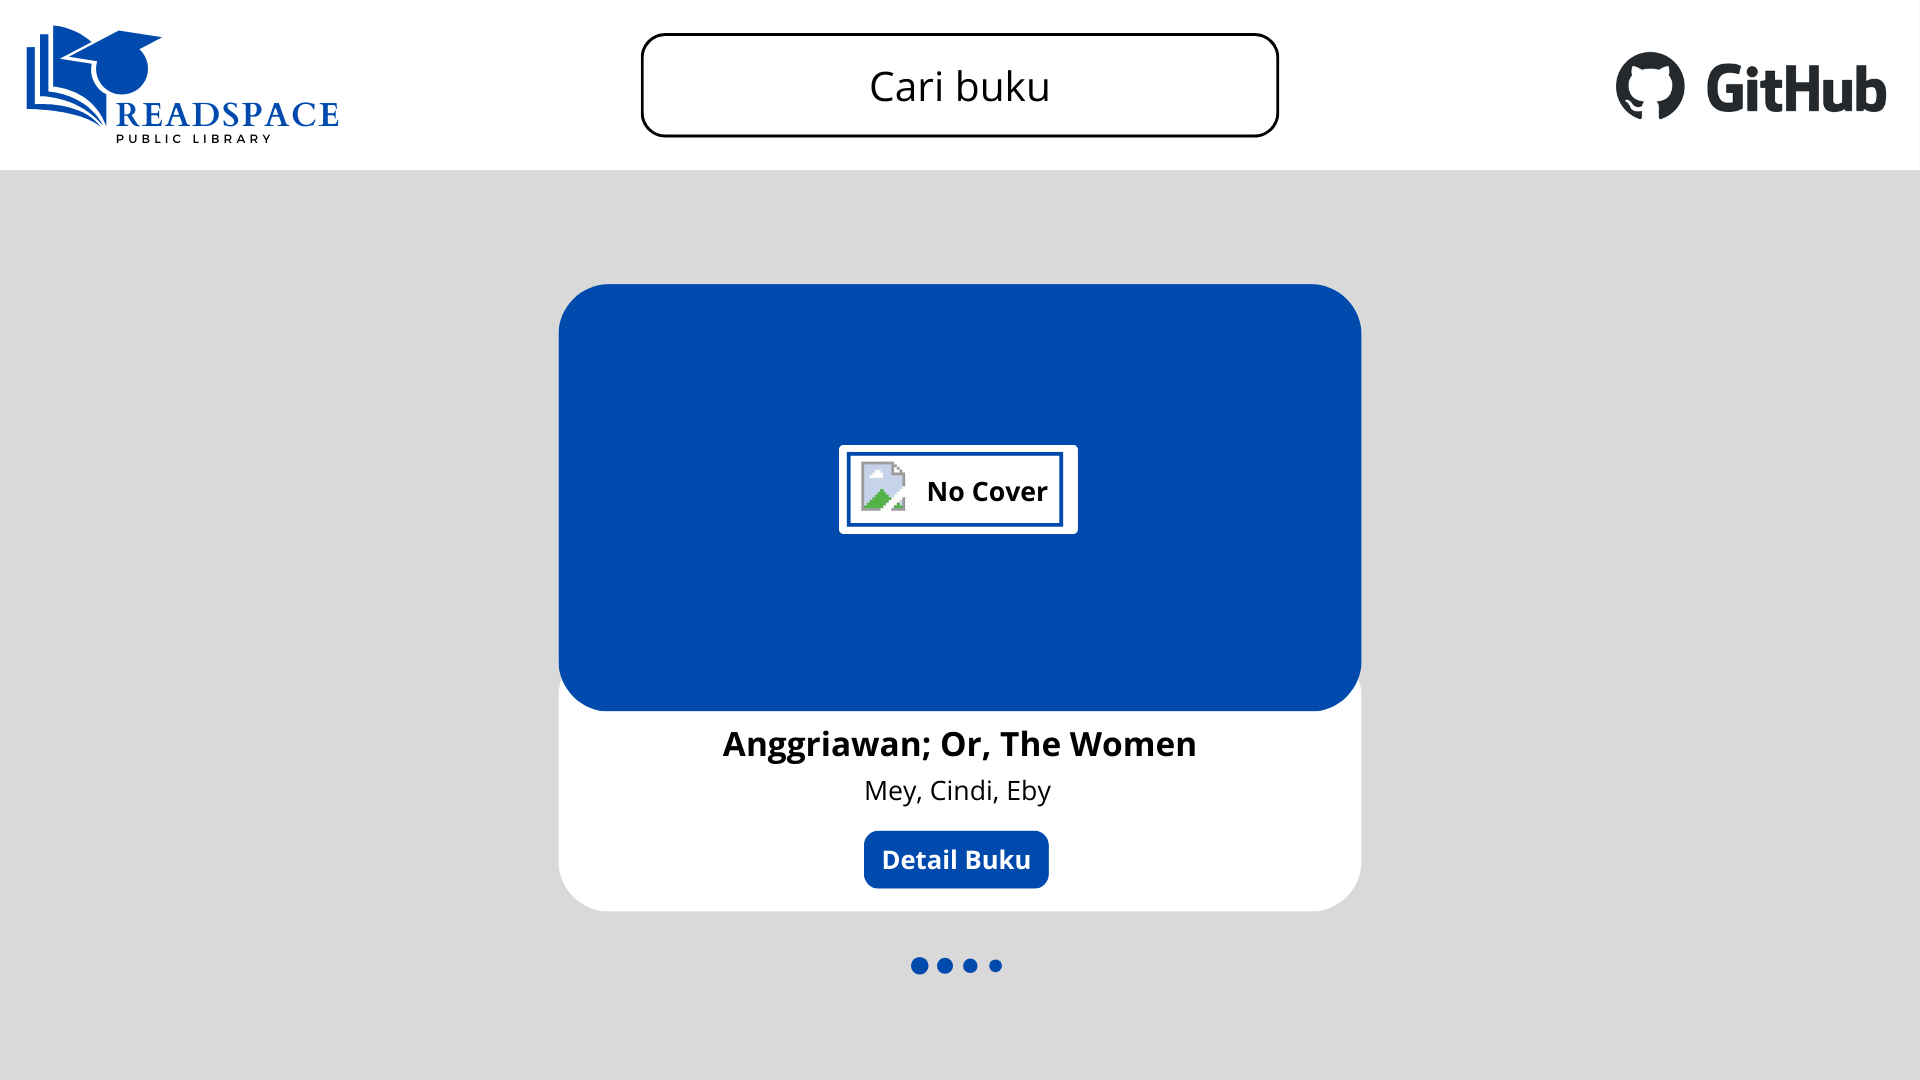 READSPACE
PUBLIC LIBRARY
Cari buku
GitHub
No Cover
Anggriawan; Or, The Women
Mey, Cindi, Eby
Detail Buku